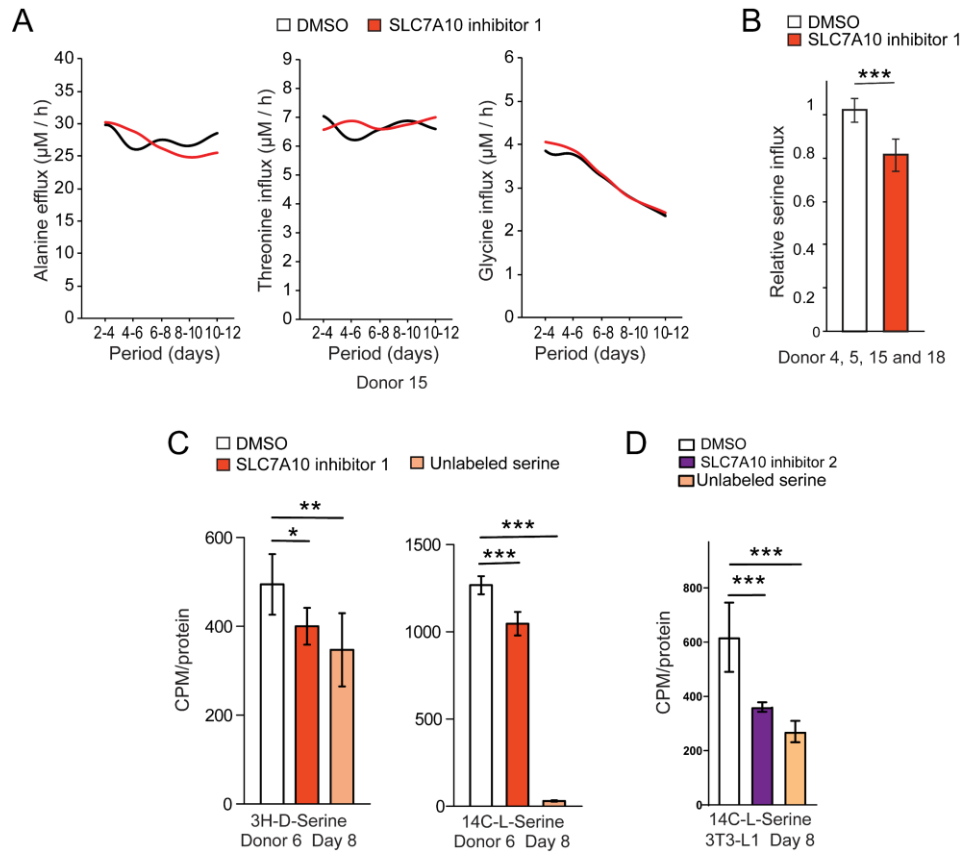 A
DMSO SLC7A10 inhibitor 1
Alanine efflux (µM / h)
40
35
30
25
20
15
10
5
0
2-4 4-6 6-8 8-10 10-12
Period (days)
Threonine influx (µM / h)
9
8
7
6
5
4
3
2
1
0
2-4 4-6 6-8 8-10 10-12
Period (days)
Glycine influx (µM / h)
6
5
4
3
2
1
0
2-4 4-6 6-8 8-10 10-12
Period (days)
Donor 15
B
DMSO
SLC7A10 inhibitor 1
***
Relative serine influx
1
0.8
0.6
0.4
0.2
0
Donor 4, 5, 15 and 18
C
DMSO
SLC7A10 inhibitor 1 Unlabeled serine
CPM/protein
600
400
200
0
**
*
3H-D-Serine
Donor 6 Day 8
1500
1000
500
0
***
***
14C-L-Serine
Donor 6 Day 8
D
DMSO
SLC7A10 inhibitor 2
Unlabeled serine
CPM/protein
800
600
400
200
0
***
***
14C-L-Serine
3T3-L1 Day 8